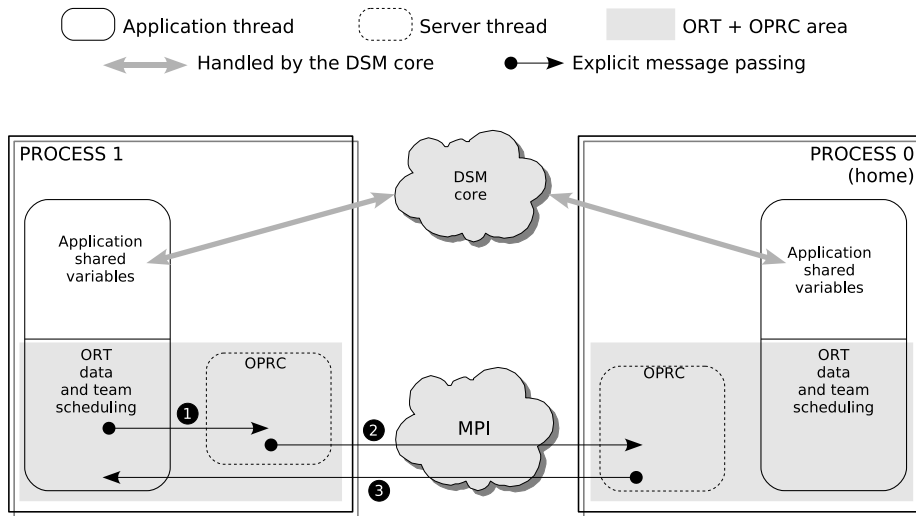 Application thread
Server thread
ORT + OPRC area
Handled by the DSM core
Explicit message passing
PROCESS 1
DSM
core
PROCESS 0
(home)
Application
shared
variables
Application
shared
variables
ORT
data
and team
scheduling
OPRC
OPRC
ORT
data
and team
scheduling
1
2
MPI
3